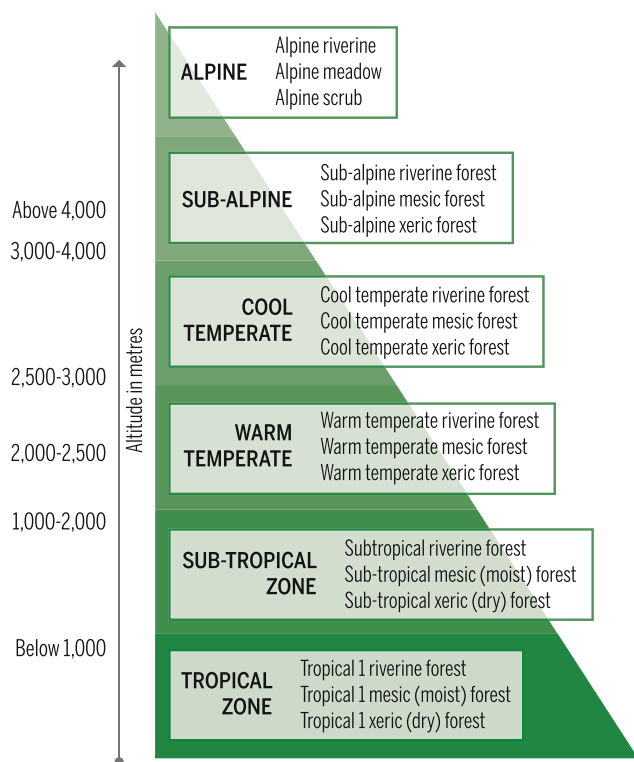 ALPINE
Alpine riverine
Alpine meadow
Alpine scrub
SUB-ALPINE
Sub-alpine riverine forest
Sub-alpine mesic forest
Sub-alpine xeric forest
COOL
TEMPERATE
Cool temperate riverine forest
Cool temperate mesic forest
Cool temperate xeric forest
WARM
TEMPERATE
Warm temperate riverine forest
Warm temperate mesic forest
Warm temperate xeric forest
SUB-TROPICAL
ZONE
Subtropical riverine forest
Sub-tropical mesic (moist) forest
Sub-tropical xeric (dry) forest
TROPICAL
ZONE
Tropical 1 riverine forest
Tropical 1 mesic (moist) forest
Tropical 1 xeric (dry) forest
Above 4,000
3,000-4,000
2,500-3,000
2,000-2,500
1,000-2,000
Below 1,000
Altitude in metres